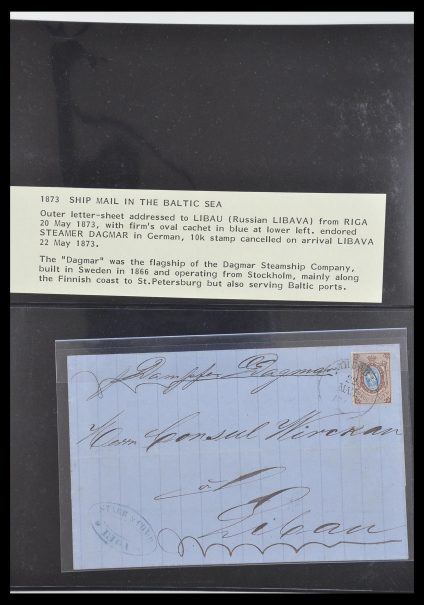 1873  SHIP MAIL IN THE BALTIC SEA
Outer letter-sheet addressed to LIBAU (Russian LIBAVA) from RIGA
20 May 1873, with firm's oval cachet in blue at lower left. endored
STEAMER DAGMAR in German, 10k stamp cancelled on arrival LIBAVA
22 May 1873.
The "Dagmar" was the flagship of the Dagmar Steamship Company,
built in Sweden in 1866 and operating from Stockholm, mainly along
the Finnish coast to St.Petersburg but also serving Baltic ports.
Dampfer Dagmar
Herrn Consul
Libau
RIGA